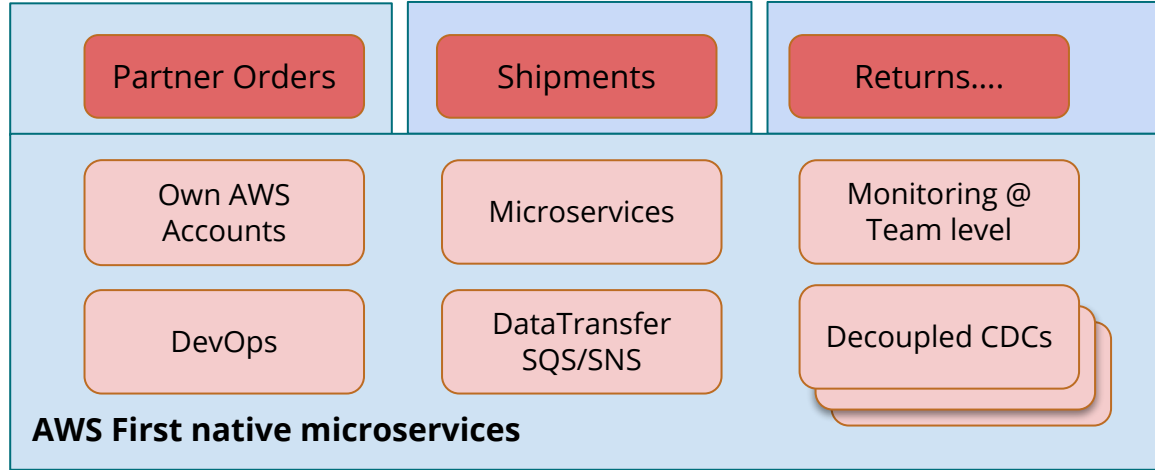 Partner Orders
Shipments
Returns....
Own AWS
Accounts
Microservices
Monitoring @
Team level
DevOps
DataTransfer
SQS/SNS
Decoupled CDCs
AWS First native microservices